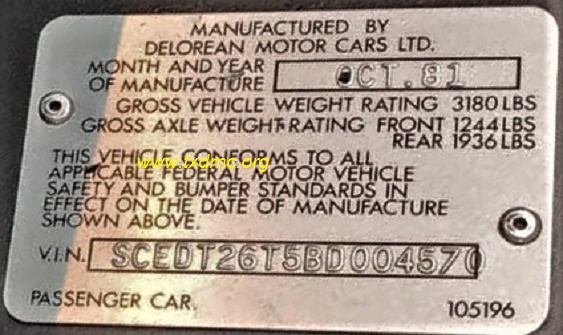 MANUFACTURED BY
DELOREAN MOTOR CARS LTD.
MONTH AND YEAR
OF MANUFACTURE OCT.81
GROSS VEHICLE WEIGHT RATING 3180 LBS
GROSS AXLE WEIGHT RATING FRONT 1244 LBS
REAR 1936 LBS
THIS VEHICLE CONFORMS TO ALL
www.txdmc.org
APPLICABLE FEDERAL MOTOR VEHICLE
SAFETY AND BUMPER STANDARDS IN
EFFECT ON THE DATE OF MANUFACTURE
SHOWN ABOVE.
V.I.N. SCEDT26T5BD004570
PASSENGER CAR. 105196